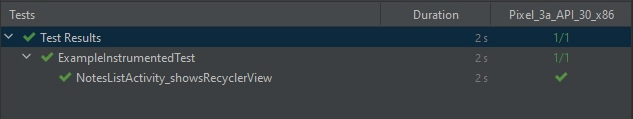 Tests Duration Pixel_3a_API_30_x86
Test Results 2 s 1/1
ExampleInstrumentedTest 2 s 1/1
NotesListActivity_showsRecyclerView 2 s